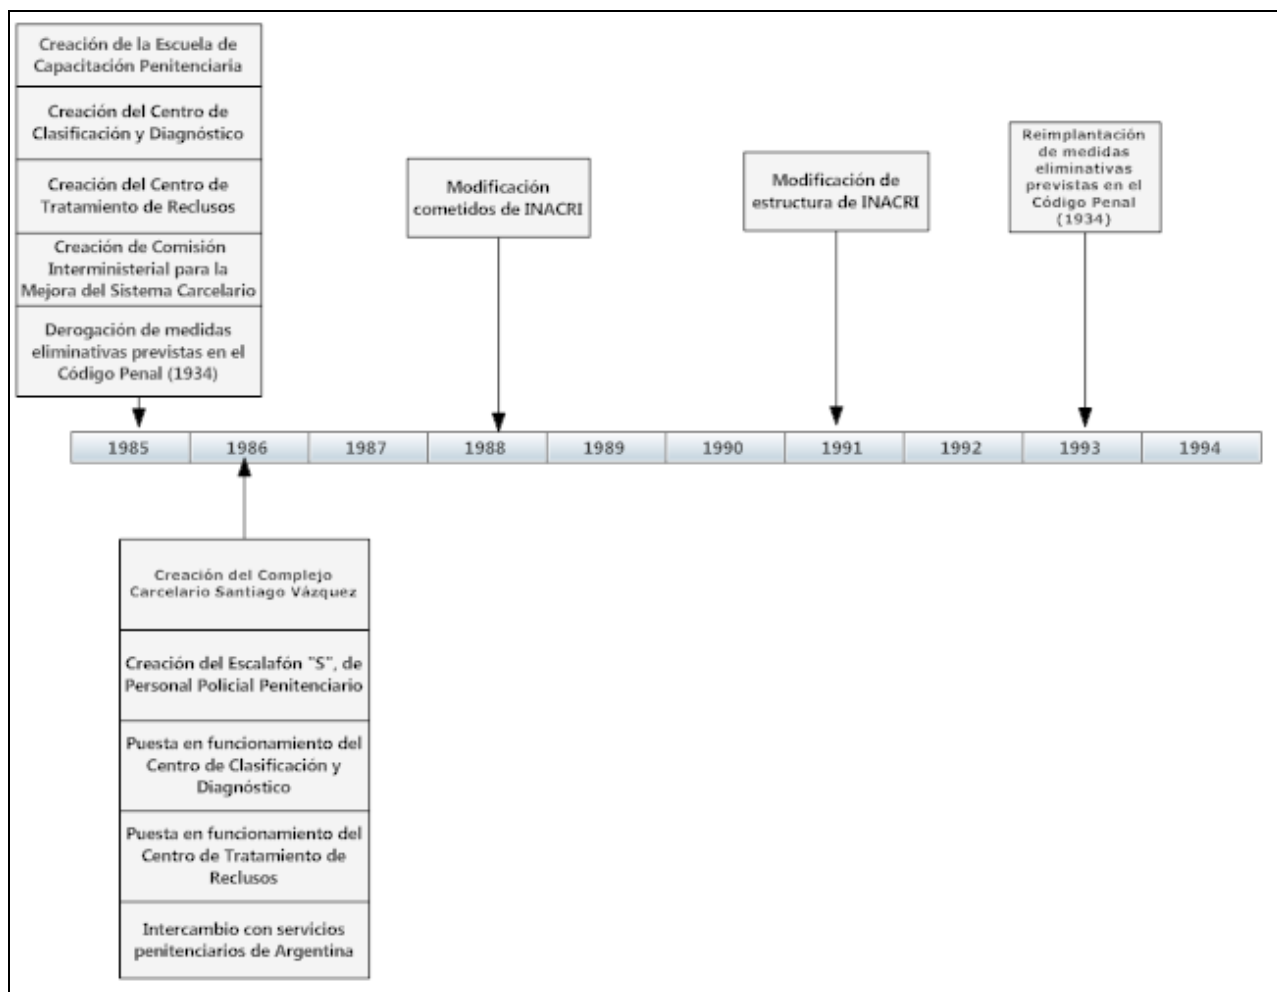 Creación de la Escuela de
Capacitación Penitenciaria
Creación del Centro de
Clasificación y Diagnóstico
Creación del Centro de
Tratamiento de Reclusos
Creación de Comisión
Interministerial para la
Mejora del Sistema Carcelario
Derogación de medidas
eliminativas previstas en el
Código Penal (1934)
Modificación
cometidos de INACRI
Modificación de
estructura de INACRI
Reimplantación
de medidas
eliminativas
previstas en el
Código Penal
(1934)
1985 1986 1987 1988 1989 1990 1991 1992 1993 1994
Creación del Complejo
Carcelario Santiago Vázquez
Creación del Escalafón "S", de
Personal Policial Penitenciario
Puesta en funcionamiento del
Centro de Clasificación y
Diagnóstico
Puesta en funcionamiento del
Centro de Tratamiento de
Reclusos
Intercambio con servicios
penitenciarios de Argentina